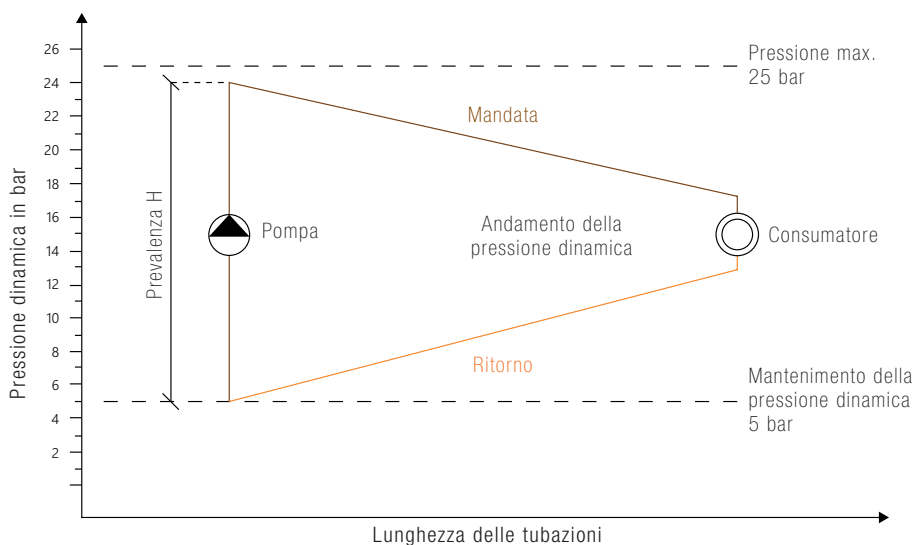 26
24
22
20
18
16
14
12
10
8
6
4
2
Pressione dinamica in bar
Prevalenza H
Pressione max.
25 bar
Mandata
Pompa
Andamento della
pressione dinamica
Consumatore
Ritorno
Mantenimento della
pressione dinamica
5 bar
Lunghezza delle tubazioni